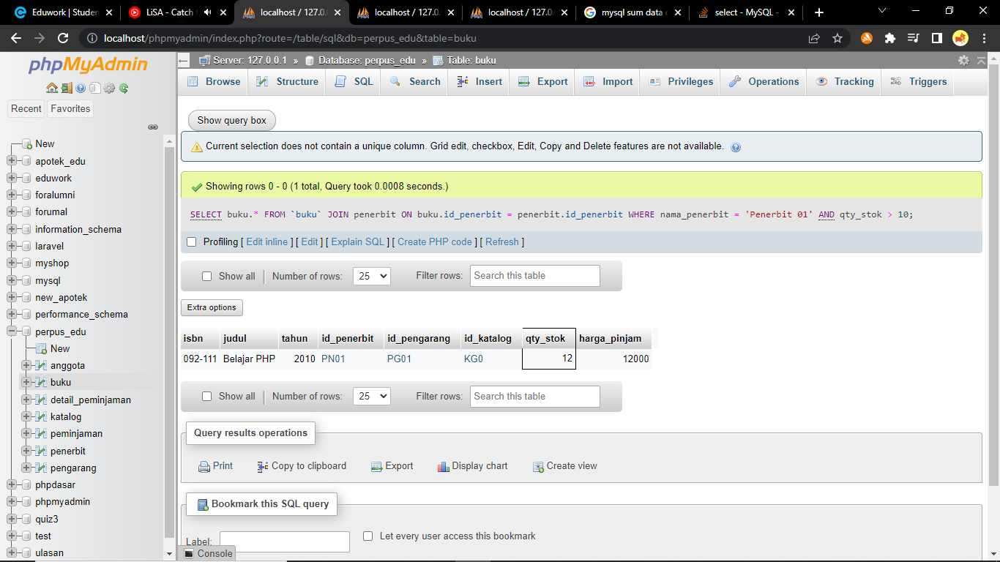 Eduwork | Studen
LiSA - Catch
localhost / 127.0.
localhost / 127.0.
localhost / 127.0.
mysql sum data
select - MySQL -
localhost/phpmyadmin/index.php?route=/table/sql&db=perpus_edu&table=buku
phpMyAdmin
Recent
Favorites
New
apotek_edu
eduwork
foralumni
forumal
information_schema
laravel
myshop
mysql
new_apotek
performance_schema
perpus_edu
New
anggota
buku
detail_peminjaman
katalog
peminjaman
penerbit
pengarang
phpdasar
phpmyadmin
quiz3
test
ulasan
Server: 127.0.0.1 » Database: perpus_edu » Table: buku
Browse Structure SQL Search Insert Export Import Privileges Operations Tracking Triggers
Show query box
Current selection does not contain a unique column. Grid edit, checkbox, Edit, Copy and Delete features are not available.
Showing rows 0 - 0 (1 total, Query took 0.0008 seconds.)
SELECT buku.* FROM `buku` JOIN penerbit ON buku.id_penerbit = penerbit.id_penerbit WHERE nama_penerbit = 'Penerbit 01' AND qty_stok > 10;
Profiling [ Edit inline ] [ Edit ] [ Explain SQL ] [ Create PHP code ] [ Refresh ]
Show all Number of rows: 25 Filter rows: Search this table
Extra options
isbn judul tahun id_penerbit id_pengarang id_katalog qty_stok harga_pinjam
092-111 Belajar PHP 2010 PN01 PG01 KG0 12 12000
Show all Number of rows: 25 Filter rows: Search this table
Query results operations
Print Copy to clipboard Export Display chart Create view
Bookmark this SQL query
Label: Let every user access this bookmark
Console